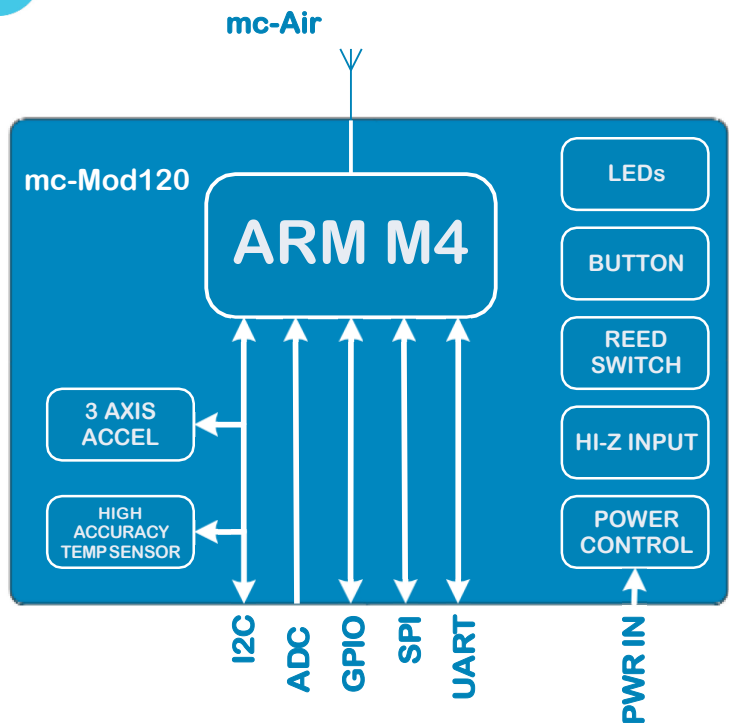 mc-Air
mc-Mod120
ARM M4
LEDs
BUTTON
REED
SWITCH
HI-Z INPUT
POWER
CONTROL
3 AXIS
ACCEL
HIGH
ACCURACY
TEMP SENSOR
I2C
ADC
GPIO
SPI
UART
PWR IN